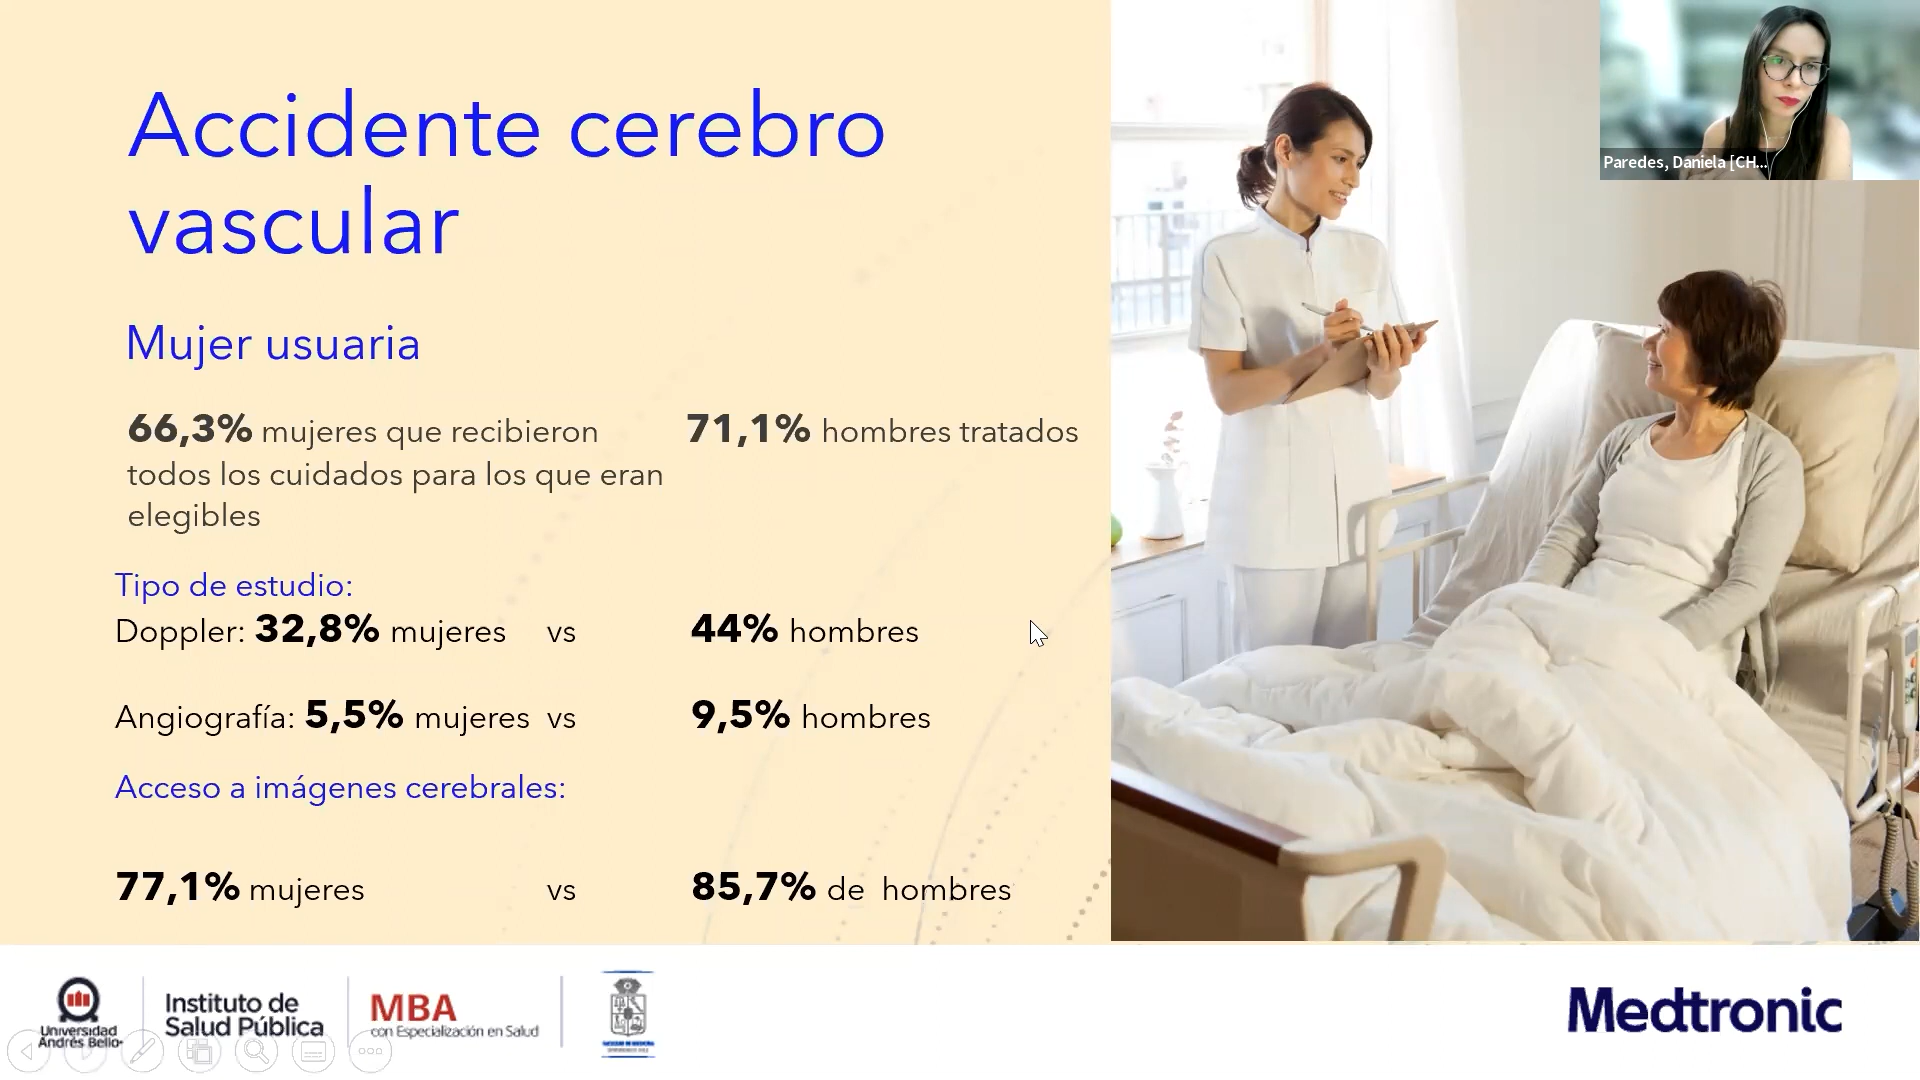 Accidente cerebro
vascular
Mujer usuaria
66,3% mujeres que recibieron
todos los cuidados para los que eran
elegibles
71,1% hombres tratados
Tipo de estudio:
Doppler: 32,8% mujeres vs 44% hombres
Angiografía: 5,5% mujeres vs 9,5% hombres
Acceso a imágenes cerebrales:
77,1% mujeres vs 85,7% de hombres
Paredes, Daniela [CH...
Universidad
Andrés Bello
Instituto de
Salud Pública
MBA
con Especialización en Salud
Medtronic